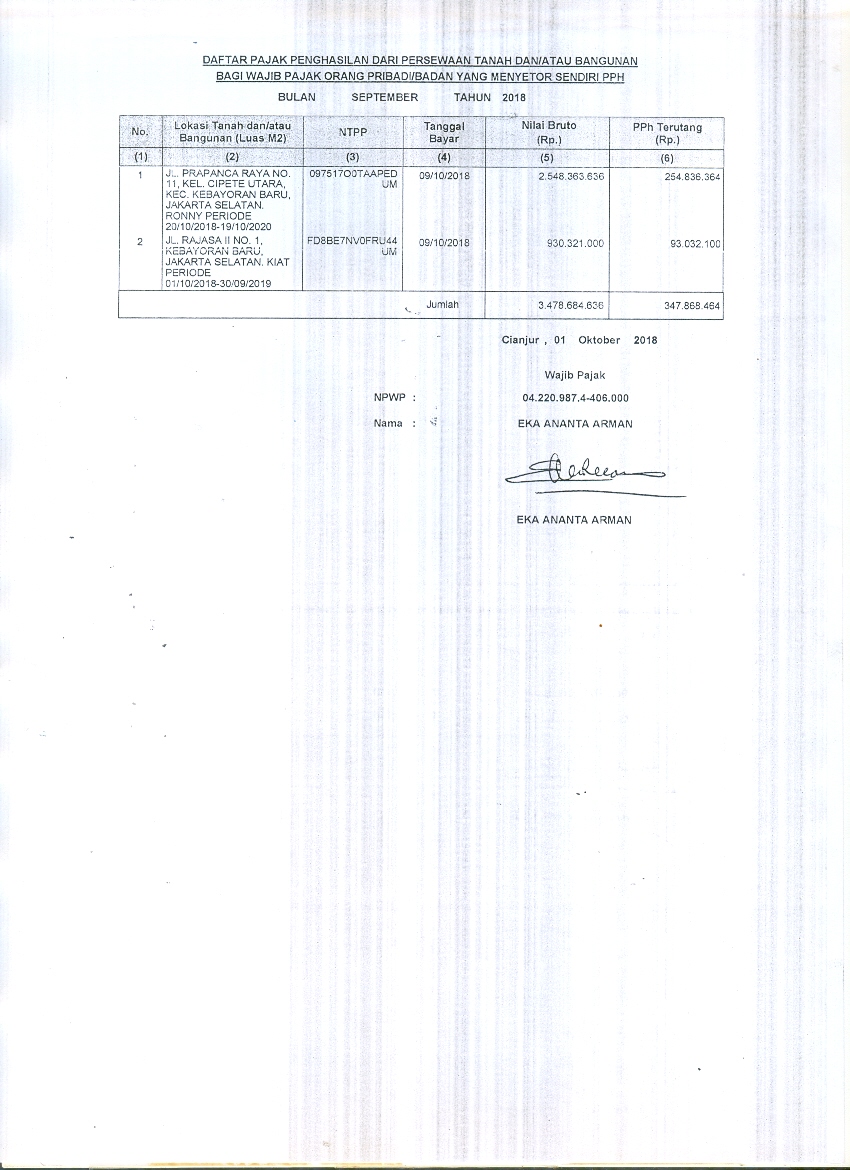 DAFTAR PAJAK PENGHASILAN DARI PERSEWAAN TANAH DAN/ATAU BANGUNAN
BAGI WAJIB PAJAK ORANG PRIBADI/BADAN YANG MENYETOR SENDIRI PPH
BULAN SEPTEMBER TAHUN 2018
No. Lokasi Tanah dan/atau Bangunan (Luas M2) NTPP Tanggal Bayar Nilai Bruto (Rp.) PPh Terutang (Rp.)
(1) (2) (3) (4) (5) (6)
1 JL. PRAPANCA RAYA NO. 097517O0TAAPED 09/10/2018 2.548.363.636 254.836.364
11, KEL. CIPETE UTARA, UM
KEC. KEBAYORAN BARU,
JAKARTA SELATAN.
RONNY PERIODE
20/10/2018-19/10/2020
2 JL. RAJASA II NO. 1, FD8BE7NV0FRU44 09/10/2018 930.321.000 93.032.100
KEBAYORAN BARU, UM
JAKARTA SELATAN. KIAT
PERIODE
01/10/2018-30/09/2019
Jumlah 3.478.684.636 347.868.464
Cianjur , 01 Oktober 2018
Wajib Pajak
NPWP : 04.220.987.4-406.000
Nama : EKA ANANTA ARMAN
EKA ANANTA ARMAN